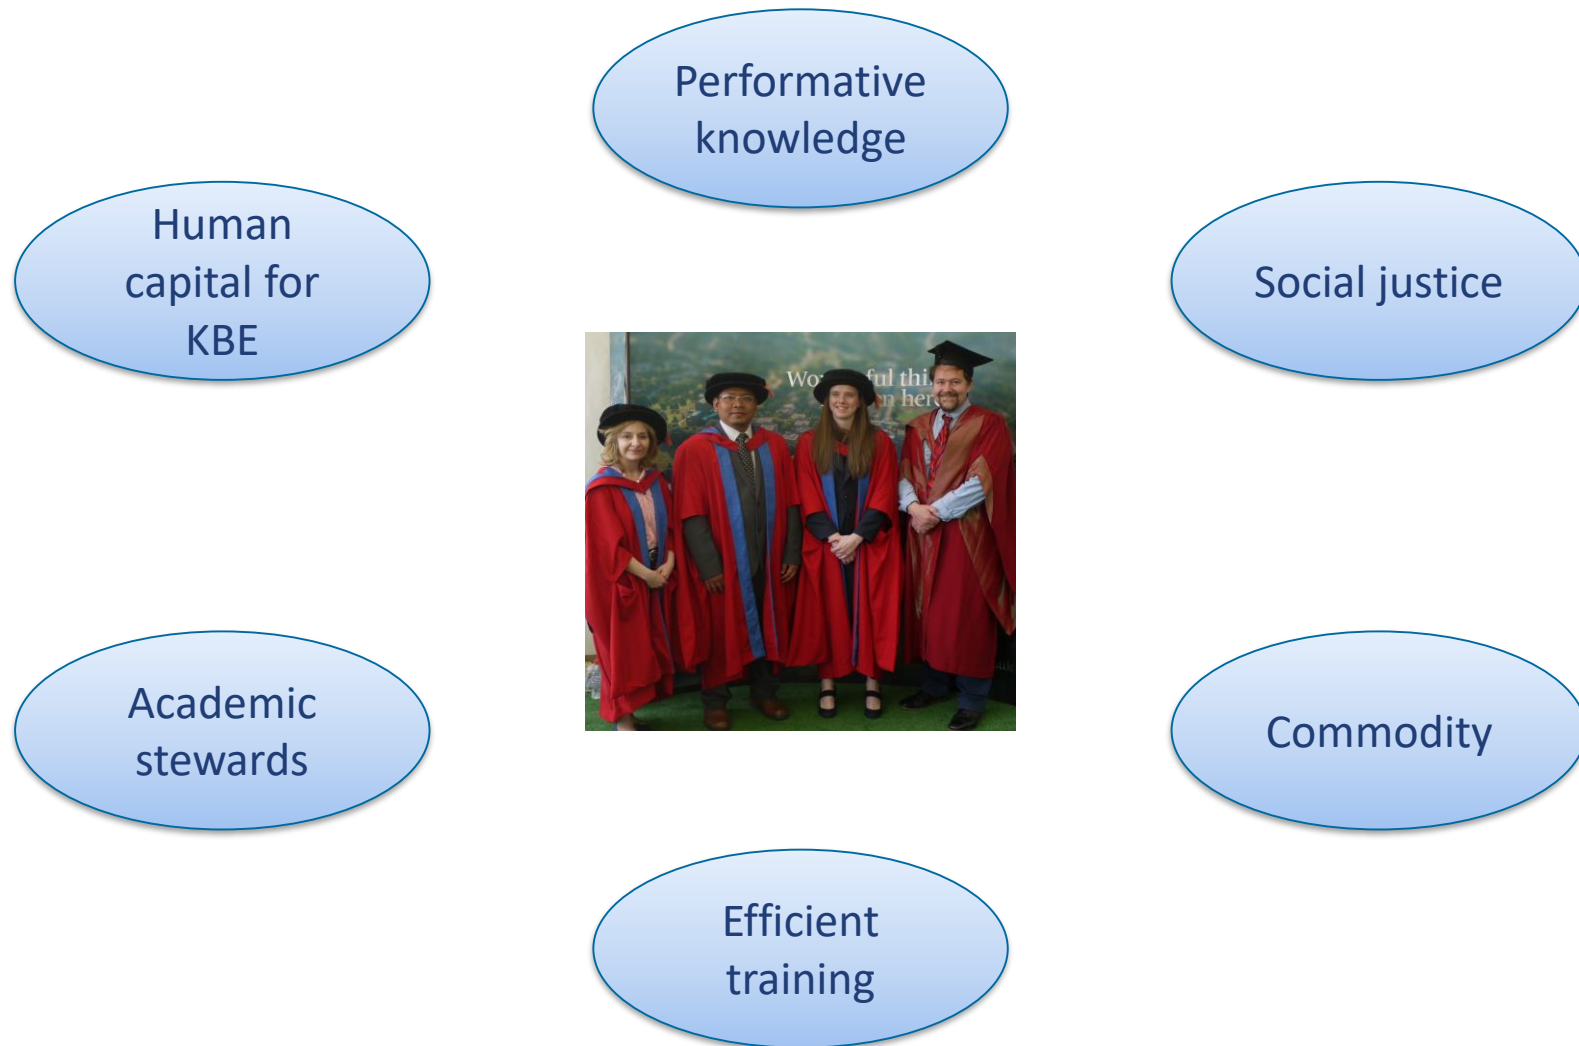 Performative
knowledge
Human
capital for
KBE
Social justice
Academic
stewards
Commodity
Efficient
training